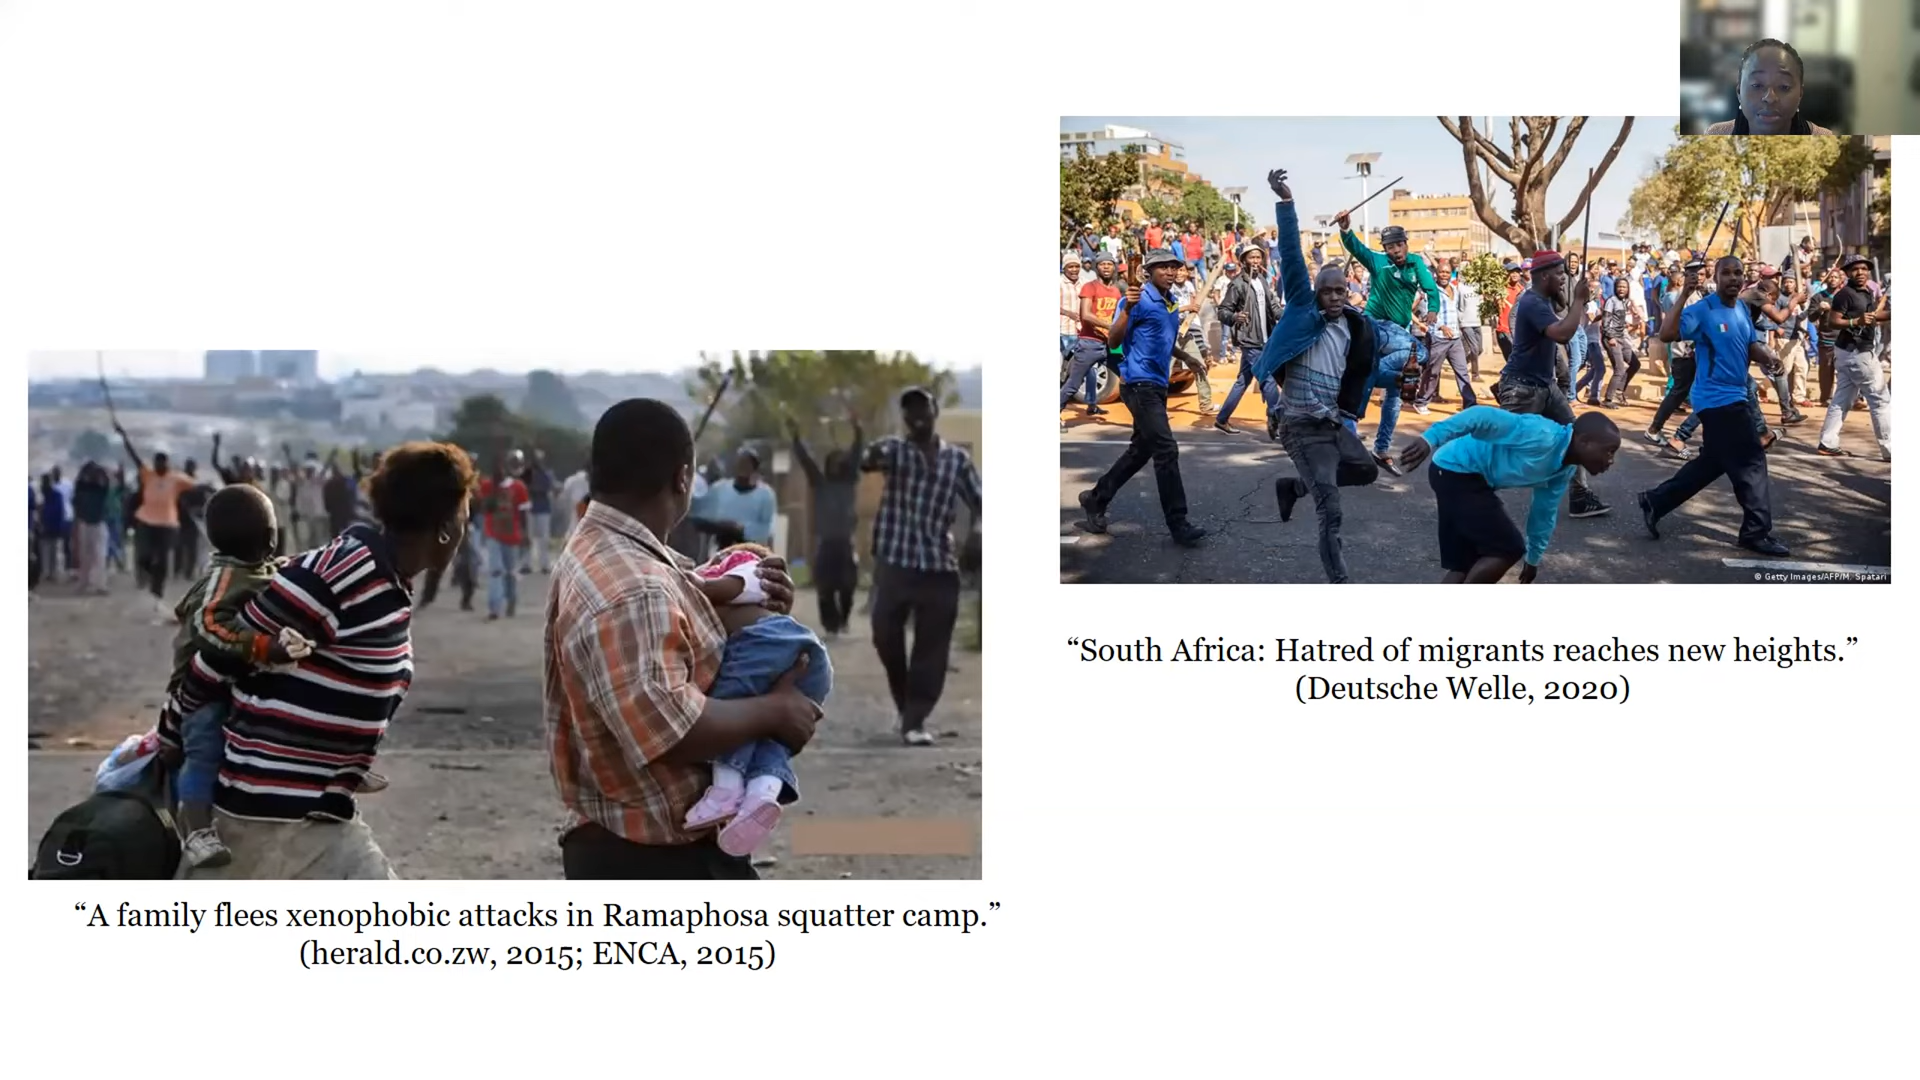 © Getty Images/AFP/M. Spatari
“South Africa: Hatred of migrants reaches new heights.”
(Deutsche Welle, 2020)
“A family flees xenophobic attacks in Ramaphosa squatter camp.”
(herald.co.zw, 2015; ENCA, 2015)